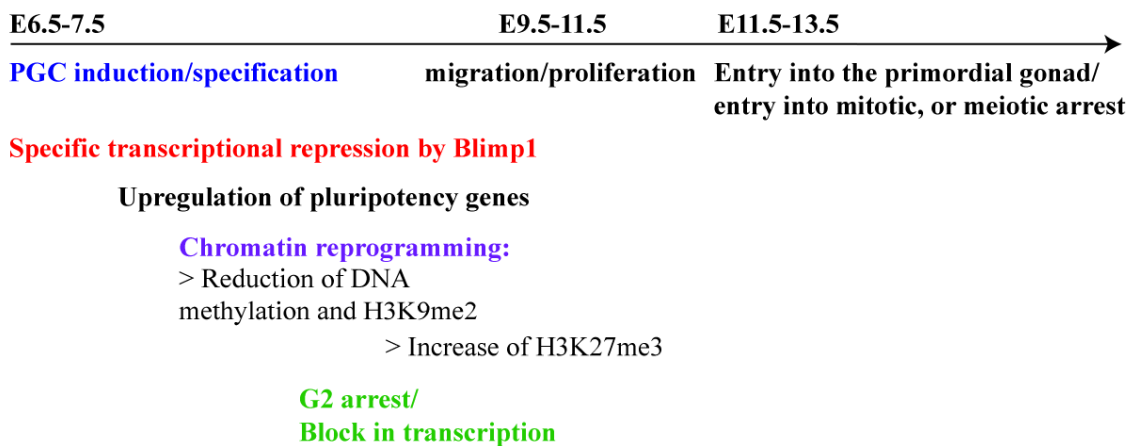 E6.5-7.5 E9.5-11.5 E11.5-13.5
PGC induction/specification migration/proliferation Entry into the primordial gonad/
entry into mitotic, or meiotic arrest
Specific transcriptional repression by Blimp1
Upregulation of pluripotency genes
Chromatin reprogramming:
> Reduction of DNA
methylation and H3K9me2
> Increase of H3K27me3
G2 arrest/
Block in transcription